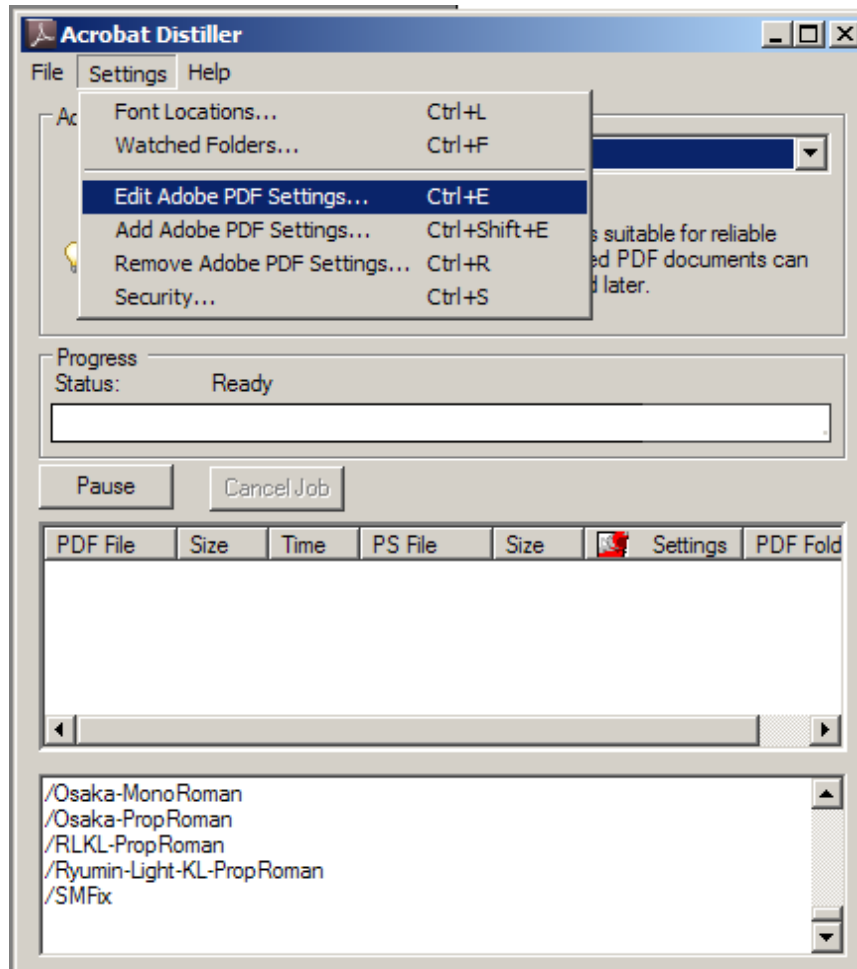 Acrobat Distiller
File Settings Help
Font Locations... Ctrl+L
Watched Folders... Ctrl+F
Edit Adobe PDF Settings... Ctrl+E
Add Adobe PDF Settings... Ctrl+Shift+E
suitable for reliable
Remove Adobe PDF Settings... Ctrl+R
PDF documents can
Security... Ctrl+S
later.
Progress
Status: Ready
Pause Cancel Job
PDF File Size Time PS File Size Settings PDF Fold
/Osaka-MonoRoman
/Osaka-PropRoman
/RLKL-PropRoman
/Ryumin-Light-KL-PropRoman
/SMFix